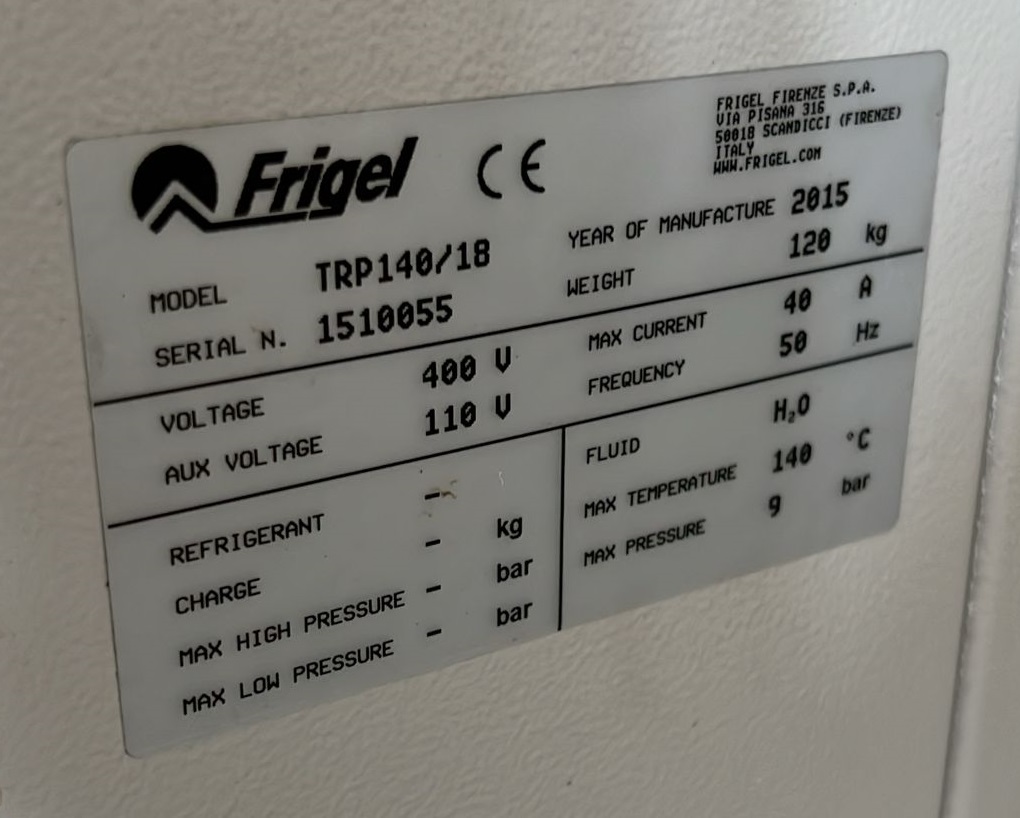 Frigel CE
FRIGEL FIRENZE S.P.A.
VIA PISANA 316
50018 SCANDICCI (FIRENZE)
ITALY
WWW.FRIGEL.COM
MODEL TRP140/18
YEAR OF MANUFACTURE 2015
SERIAL N. 1510055
WEIGHT 120 kg
VOLTAGE 400 V
MAX CURRENT 40 A
AUX VOLTAGE 110 V
FREQUENCY 50 Hz
REFRIGERANT -
CHARGE - kg
MAX HIGH PRESSURE - bar
MAX LOW PRESSURE - bar
FLUID H₂O
MAX TEMPERATURE 140 °C
MAX PRESSURE 9 bar